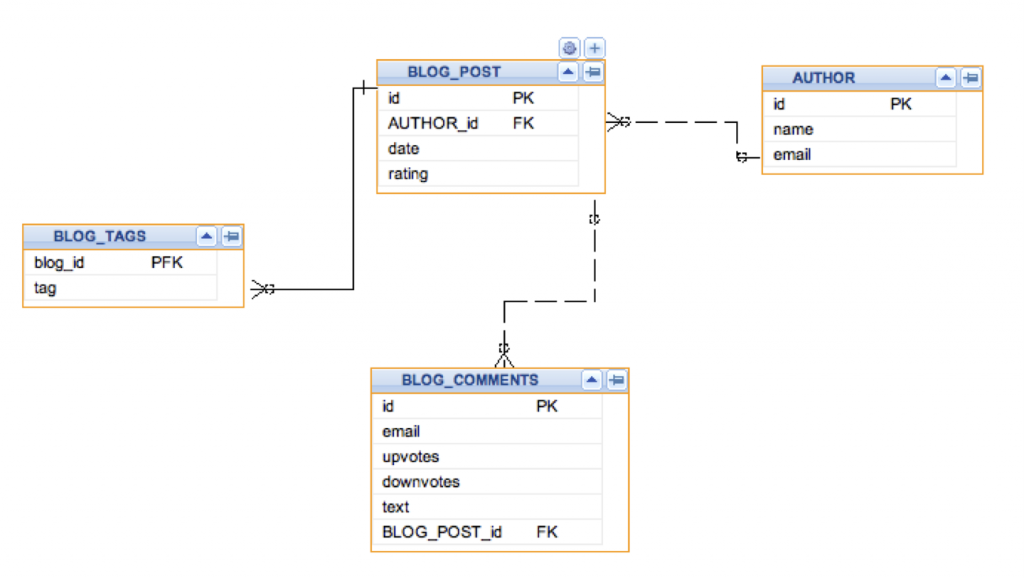 BLOG_POST
id PK
AUTHOR_id FK
date
rating
AUTHOR
id PK
name
email
BLOG_TAGS
blog_id PFK
tag
BLOG_COMMENTS
id PK
email
upvotes
downvotes
text
BLOG_POST_id FK